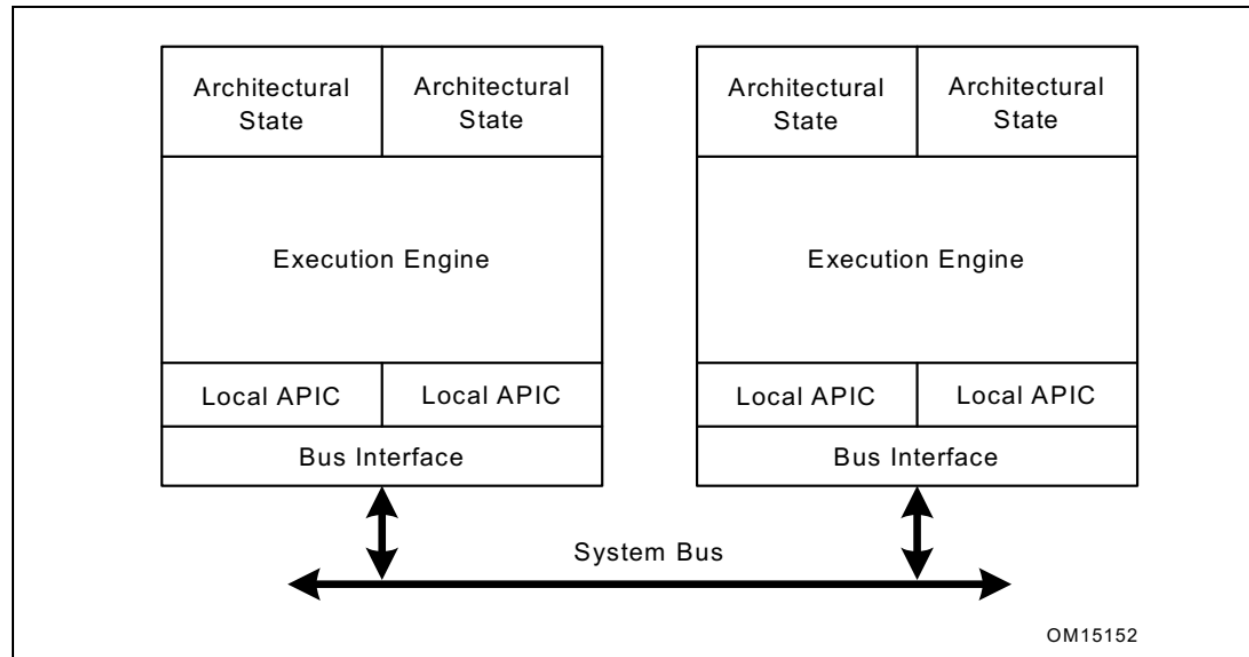 Architectural State
Architectural State
Architectural State
Architectural State
Execution Engine
Execution Engine
Local APIC
Local APIC
Local APIC
Local APIC
Bus Interface
Bus Interface
System Bus
OM15152